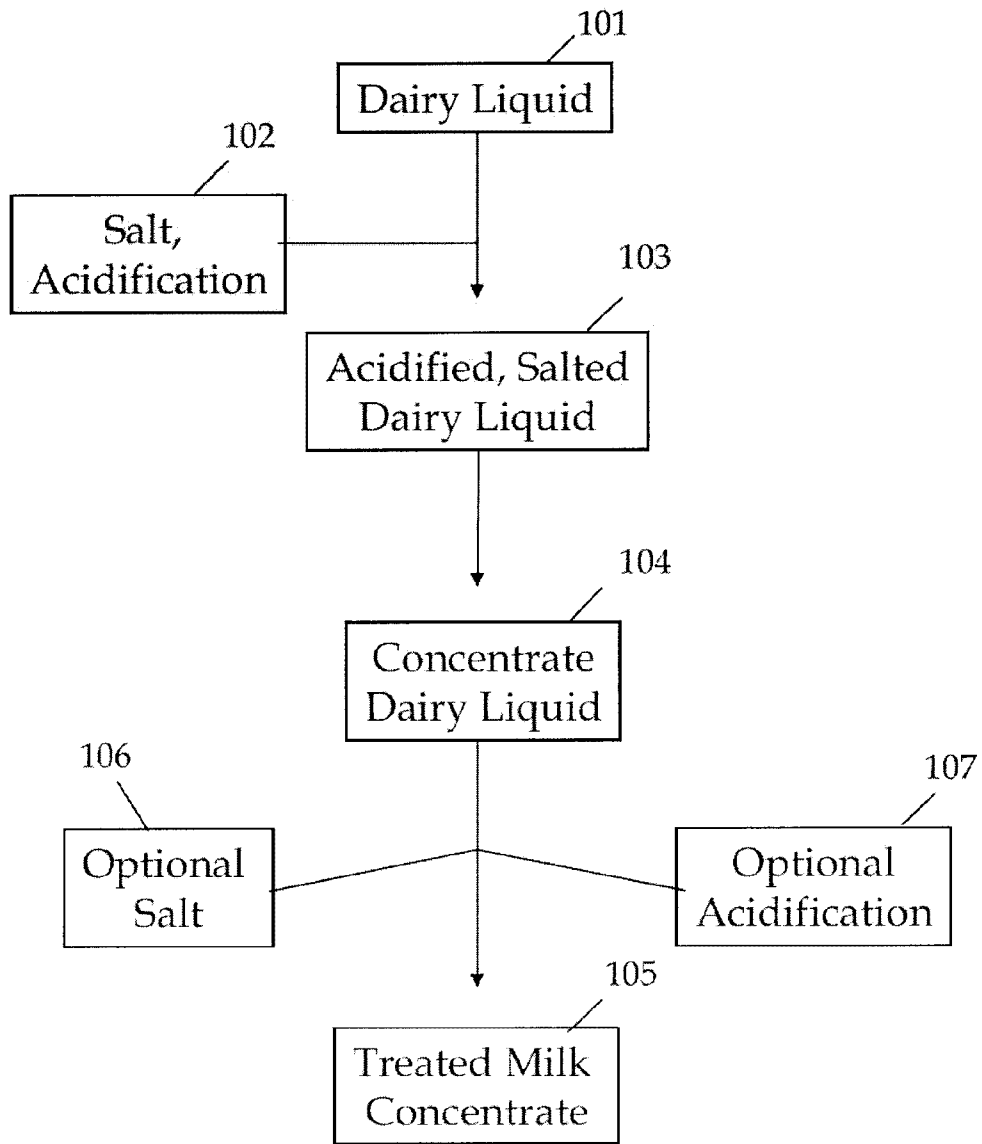 101
Dairy Liquid
102
Salt,
Acidification
103
Acidified, Salted
Dairy Liquid
104
Concentrate
Dairy Liquid
106
Optional
Salt
107
Optional
Acidification
105
Treated Milk
Concentrate